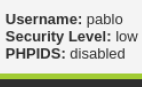 Username: pablo
Security Level: low
PHPIDS: disabled